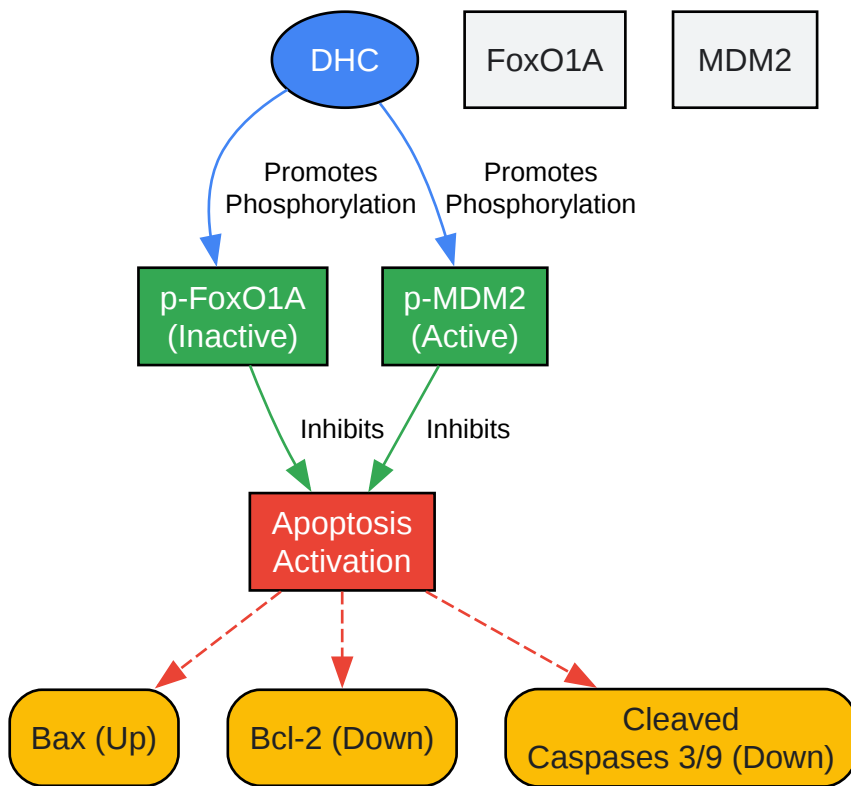 DHC
FoxO1A
MDM2
Promotes
Phosphorylation
Promotes
Phosphorylation
p-FoxO1A
(Inactive)
p-MDM2
(Active)
Inhibits
Inhibits
Apoptosis
Activation
Bax (Up)
Bcl-2 (Down)
Cleaved
Caspases 3/9 (Down)